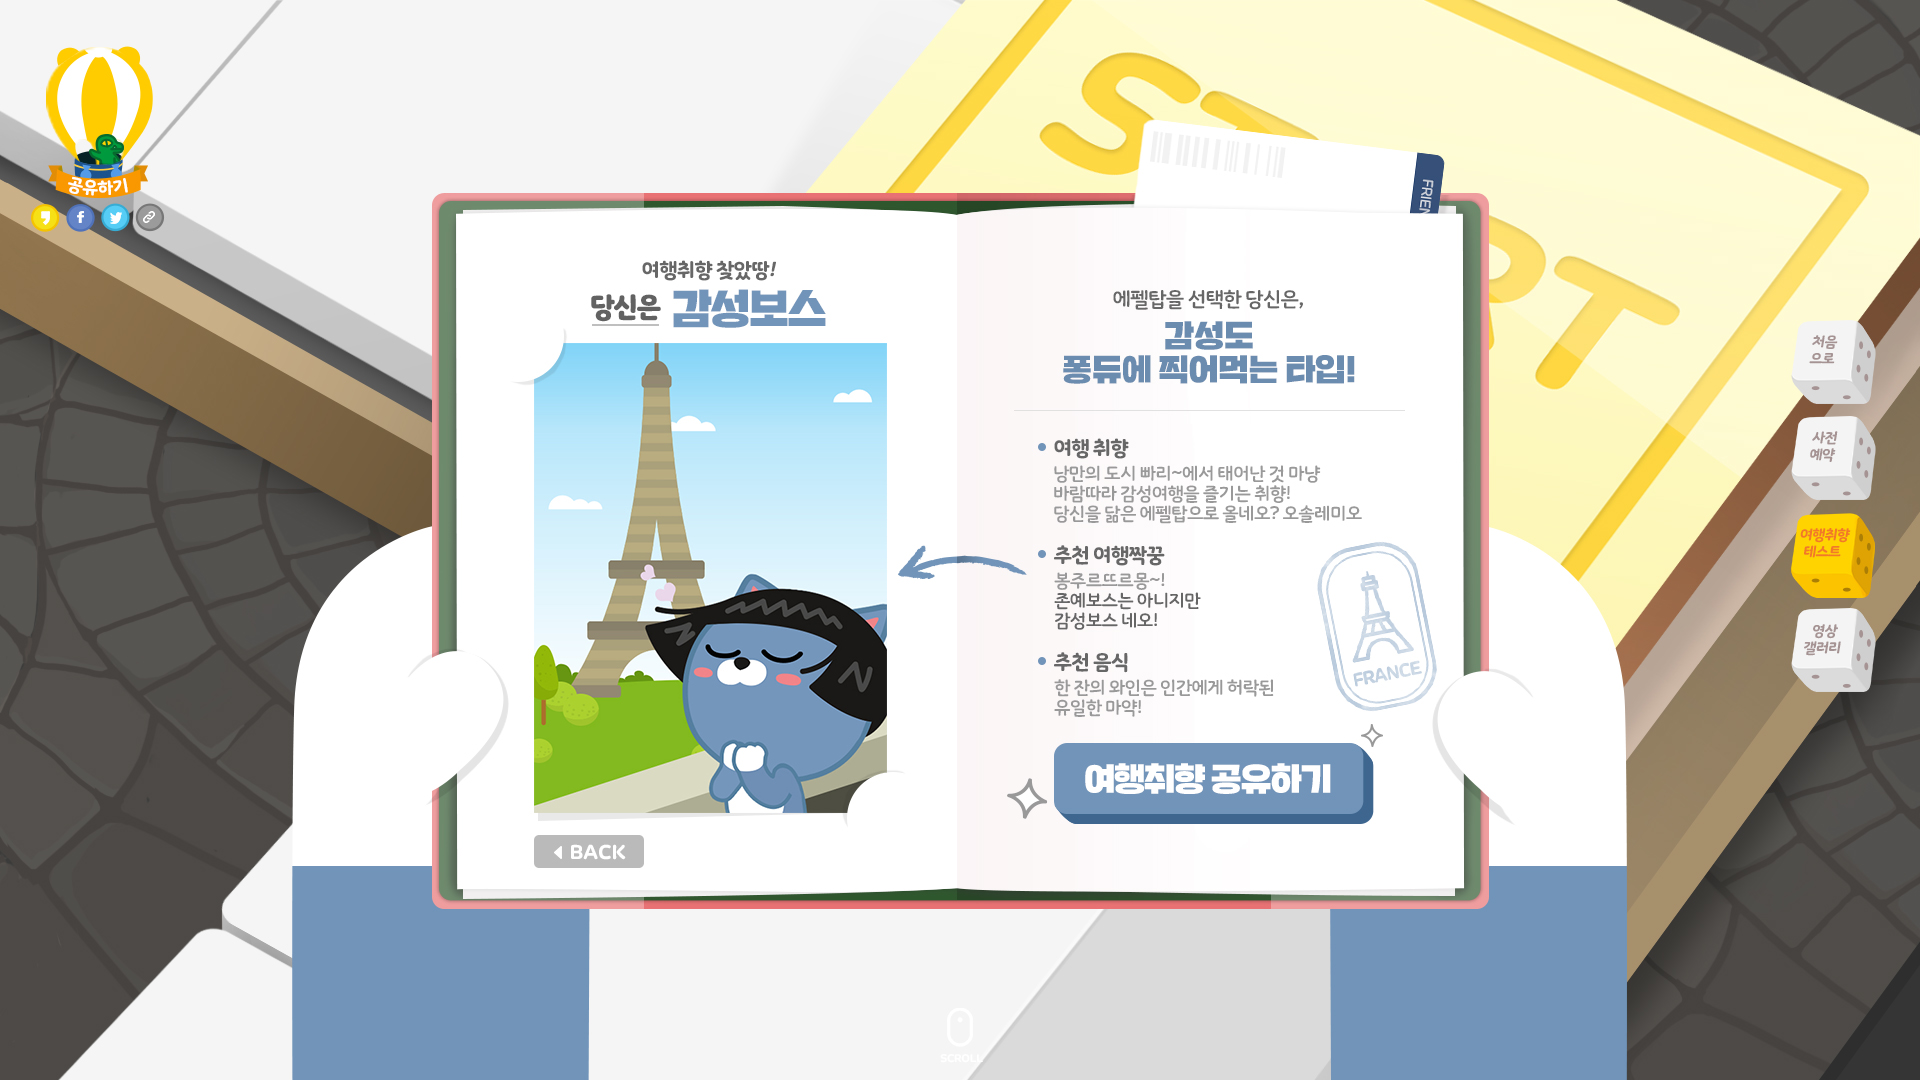 START
공유하기
FRIEN
여행취향 찾았땅!
당신은 감성보스
BACK
에펠탑을 선택한 당신은,
감성도
퐁듀에 찍어먹는 타입!
여행 취향
낭만의 도시 빠리~에서 태어난 것 마냥
바람따라 감성여행을 즐기는 취향!
당신을 닮은 에펠탑으로 올네오? 오솔레미오
추천 여행짝꿍
봉주르뜨르몽~!
존예보스는 아니지만
감성보스 네오!
추천 음식
한 잔의 와인은 인간에게 허락된
유일한 마약!
FRANCE
여행취향 공유하기
처음
으로
사전
예약
여행취향
테스트
영상
갤러리
SCROLL